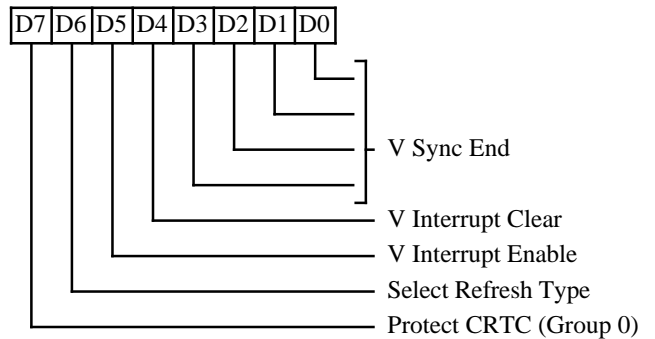 D7 D6 D5 D4 D3 D2 D1 D0
V Sync End
V Interrupt Clear
V Interrupt Enable
Select Refresh Type
Protect CRTC (Group 0)